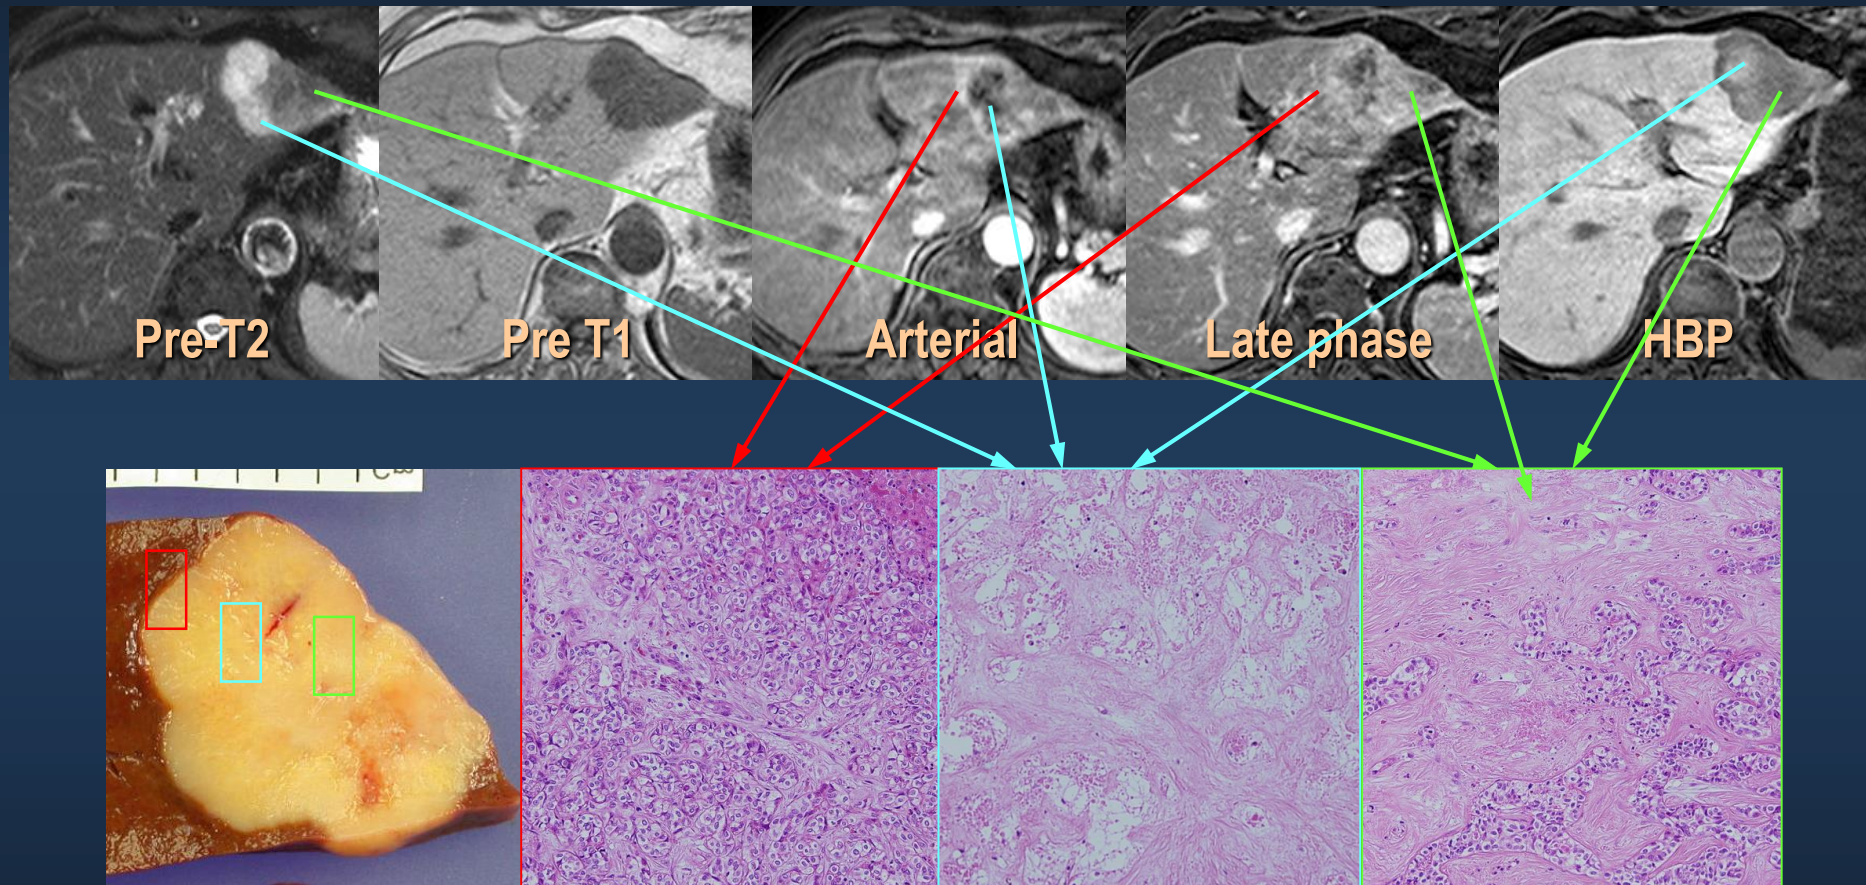 Pre-T2
Pre T1
Arterial
Late phase
HBP